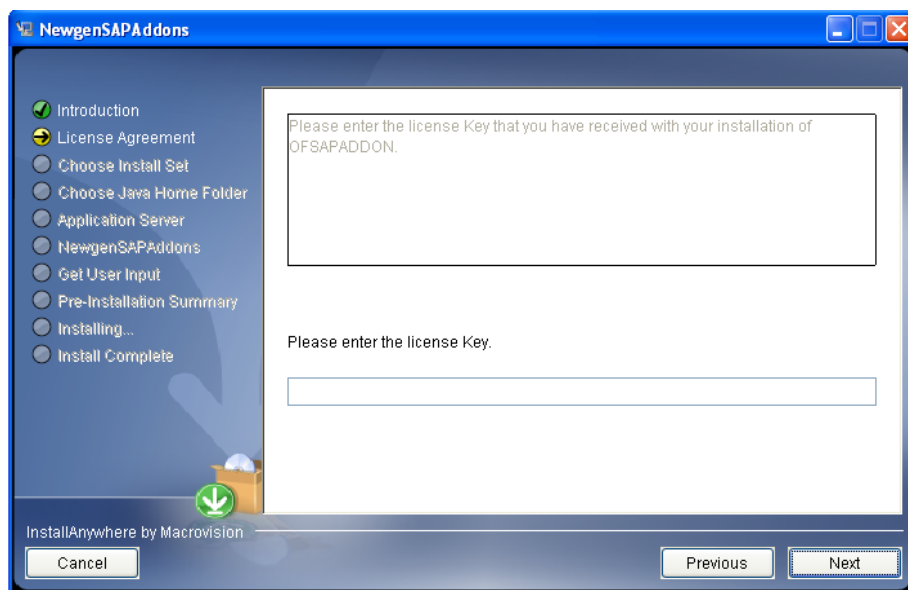 NewgenSAPAddons
Introduction
License Agreement
Choose Install Set
Choose Java Home Folder
Application Server
NewgenSAPAddons
Get User Input
Pre-Installation Summary
Installing...
Install Complete
Please enter the license Key that you have received with your installation of
OFSAPADDON.
Please enter the license Key.
InstallAnywhere by Macrovision
Cancel
Previous
Next